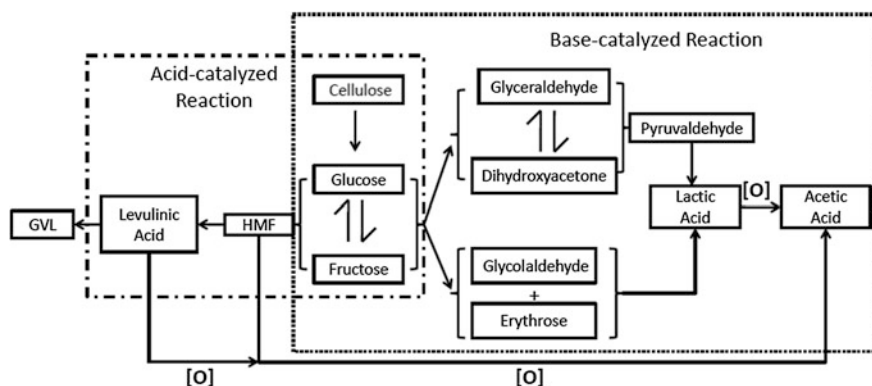 Base-catalyzed Reaction
Acid-catalyzed
Reaction
Cellulose
Glyceraldehyde
Pyruvaldehyde
Glucose
Dihydroxyacetone
GVL
Levulinic
Acid
HMF
Lactic
Acid
[O]
Acetic
Acid
Fructose
Glycolaldehyde
+
Erythrose
[O]
[O]